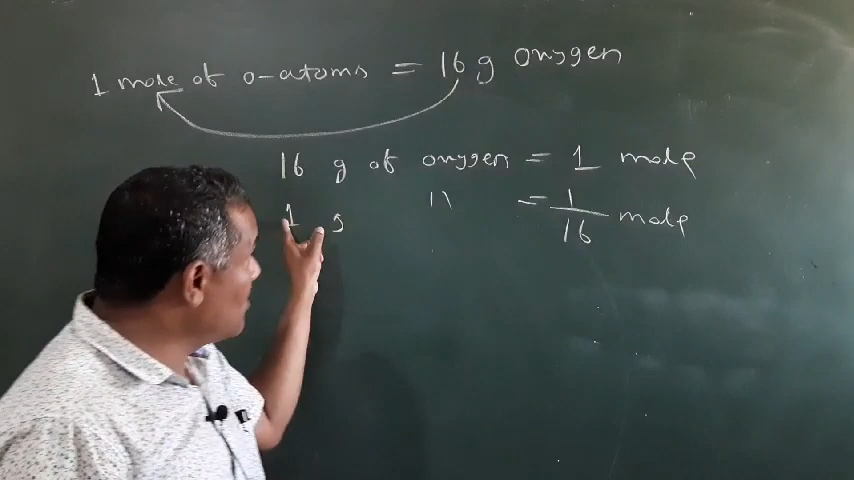 1 mole of o-atoms = 16 g oxygen
16 g of oxygen = 1 mole
1 g " = 1/16 mole